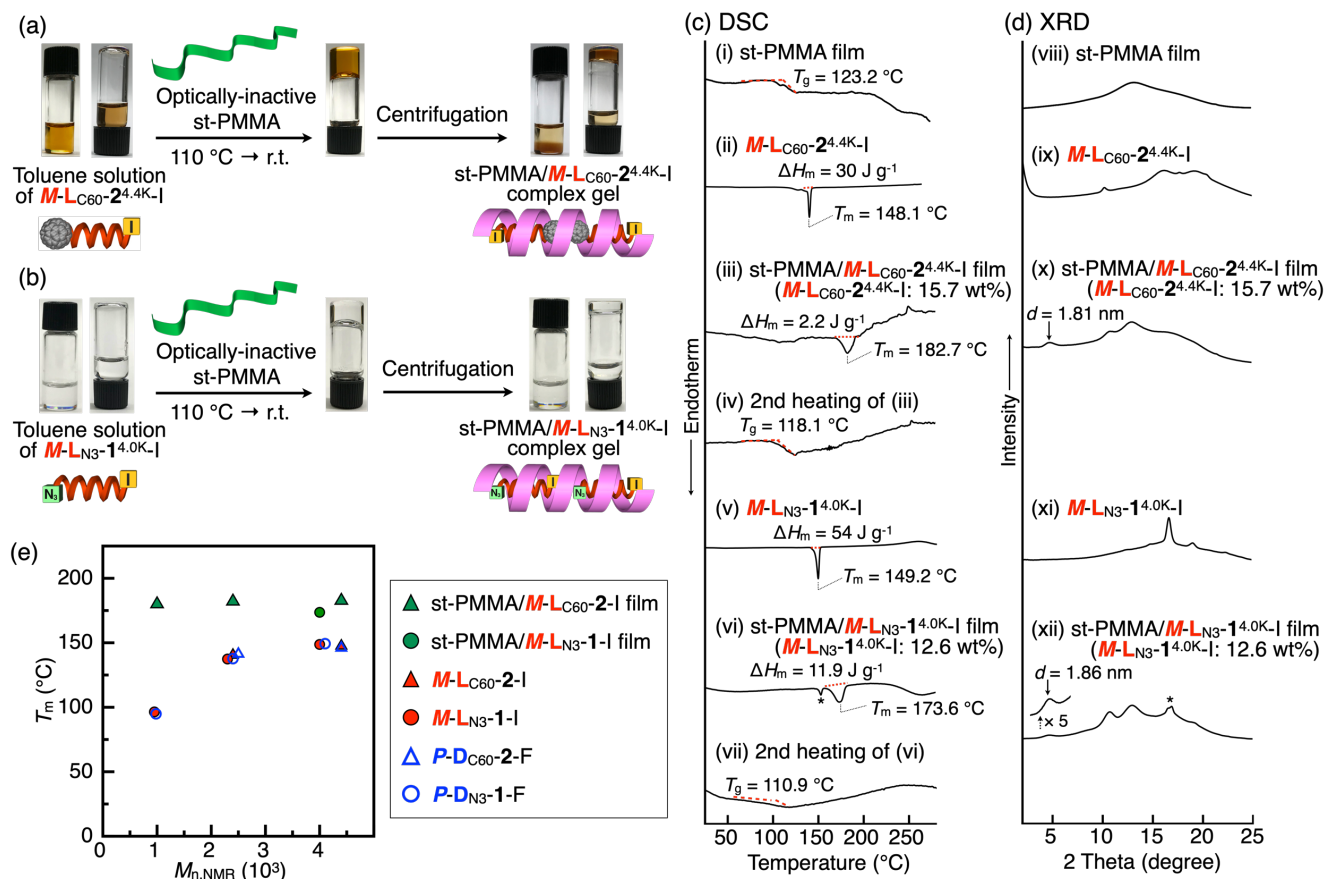 (a)
Optically-inactive
st-PMMA
110 °C → r.t.
Centrifugation
Toluene solution
of M-LC60-2⁴·⁴ᴷ-I
I
st-PMMA/M-LC60-2⁴·⁴ᴷ-I
complex gel
I
I
(b)
Optically-inactive
st-PMMA
110 °C → r.t.
Centrifugation
Toluene solution
of M-LN3-1⁴·⁰ᴷ-I
N₃
I
st-PMMA/M-LN3-1⁴·⁰ᴷ-I
complex gel
N₃
I
N₃
I
(c) DSC
(i) st-PMMA film
Tg = 123.2 °C
(ii) M-LC60-2⁴·⁴ᴷ-I
ΔHm = 30 J g⁻¹
Tm = 148.1 °C
(iii) st-PMMA/M-LC60-2⁴·⁴ᴷ-I film
(M-LC60-2⁴·⁴ᴷ-I: 15.7 wt%)
ΔHm = 2.2 J g⁻¹
Tm = 182.7 °C
(iv) 2nd heating of (iii)
Tg = 118.1 °C
Endotherm
(v) M-LN3-1⁴·⁰ᴷ-I
ΔHm = 54 J g⁻¹
Tm = 149.2 °C
(vi) st-PMMA/M-LN3-1⁴·⁰ᴷ-I film
(M-LN3-1⁴·⁰ᴷ-I: 12.6 wt%)
ΔHm = 11.9 J g⁻¹
*
Tm = 173.6 °C
(vii) 2nd heating of (vi)
Tg = 110.9 °C
50 100 150 200 250
Temperature (°C)
(d) XRD
(viii) st-PMMA film
(ix) M-LC60-2⁴·⁴ᴷ-I
(x) st-PMMA/M-LC60-2⁴·⁴ᴷ-I film
(M-LC60-2⁴·⁴ᴷ-I: 15.7 wt%)
d = 1.81 nm
Intensity
(xi) M-LN3-1⁴·⁰ᴷ-I
(xii) st-PMMA/M-LN3-1⁴·⁰ᴷ-I film
(M-LN3-1⁴·⁰ᴷ-I: 12.6 wt%)
d = 1.86 nm
× 5
*
5 10 15 20 25
2 Theta (degree)
(e)
Tm (°C)
200
150
100
50
0
0 1 2 3 4
Mn,NMR (10³)
st-PMMA/M-LC60-2-I film
st-PMMA/M-LN3-1-I film
M-LC60-2-I
M-LN3-1-I
P-DC60-2-F
P-DN3-1-F